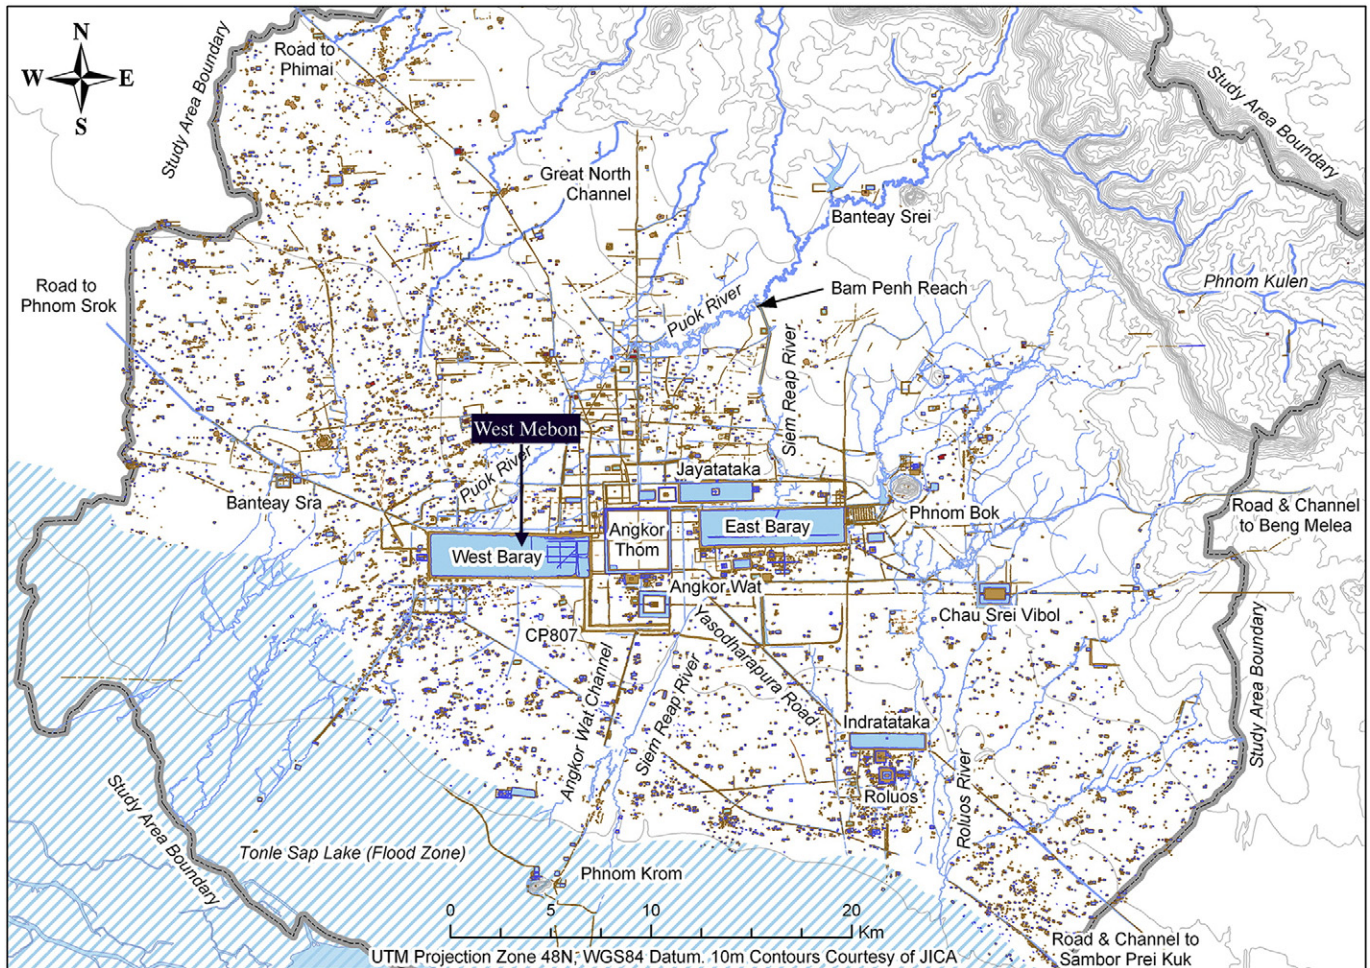 N
W E
S
Road to
Phimai
Study Area Boundary
Study Area Boundary
Great North
Channel
Banteay Srei
Phnom Kulen
Road to
Phnom Srok
Puok River
Bam Penh Reach
Siem Reap River
West Mebon
Puok River
Jayatataka
Banteay Sra
Phnom Bok
Road & Channel
to Beng Melea
Angkor
Thom
East Baray
West Baray
Angkor Wat
Chau Srei Vibol
CP807
Yasodharapura Road
Angkor Wat Channel
Siem Reap River
Study Area Boundary
Indratataka
Roluos River
Roluos
Study Area Boundary
Tonle Sap Lake (Flood Zone)
Phnom Krom
0 5 10 20
Km
Road & Channel to
Sambor Prei Kuk
UTM Projection Zone 48N, WGS84 Datum. 10m Contours Courtesy of JICA